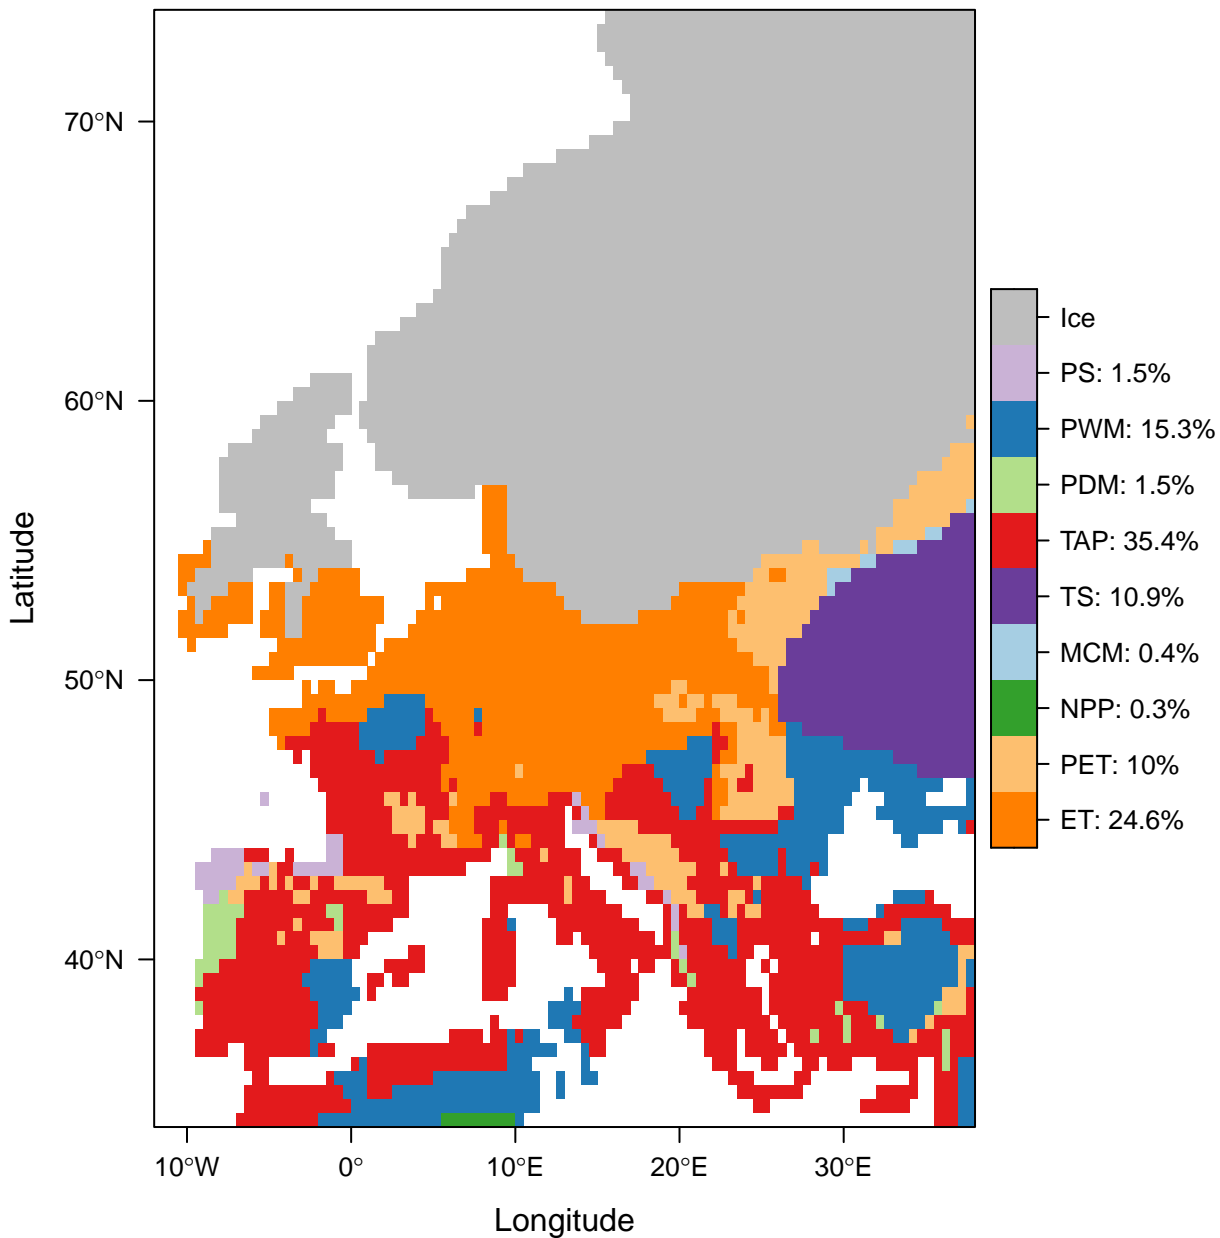 70°N
60°N
50°N
40°N
Latitude
10°W
0°
10°E
20°E
30°E
Longitude
Ice
PS: 1.5%
PWM: 15.3%
PDM: 1.5%
TAP: 35.4%
TS: 10.9%
MCM: 0.4%
NPP: 0.3%
PET: 10%
ET: 24.6%